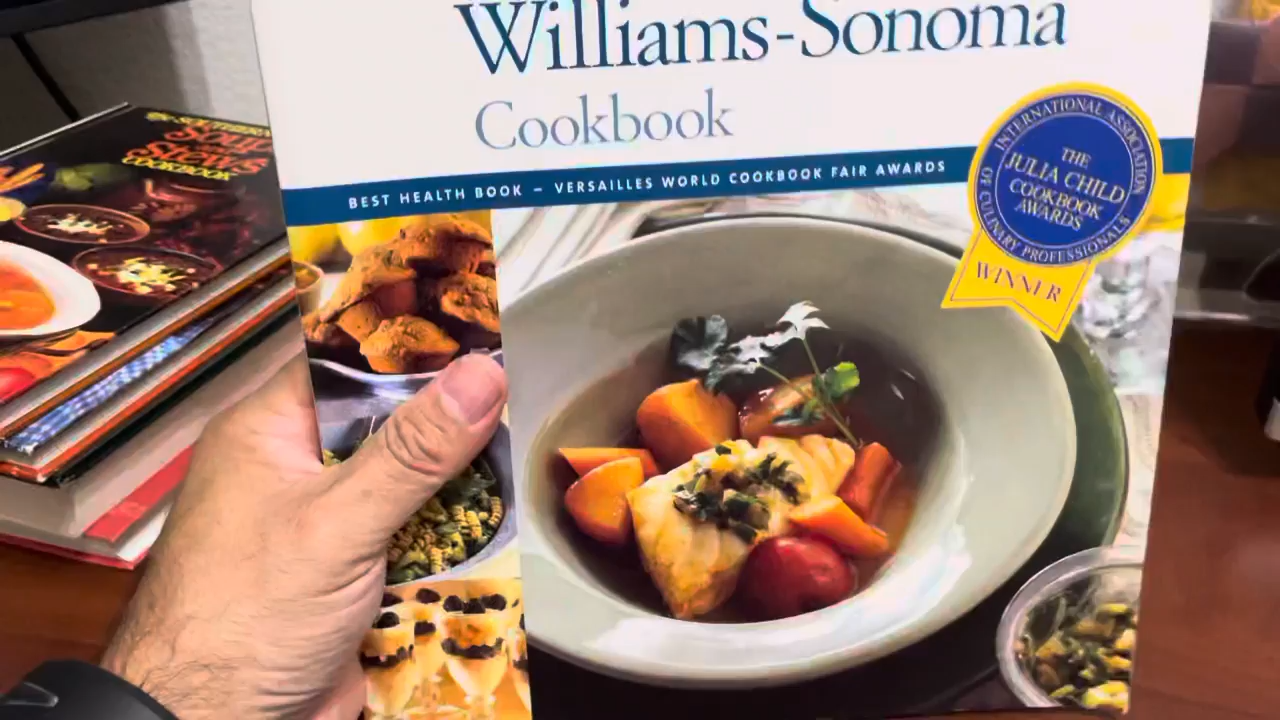 Williams-Sonoma
Cookbook
BEST HEALTH BOOK – VERSAILLES WORLD COOKBOOK FAIR AWARDS
INTERNATIONAL ASSOCIATION
OF CULINARY PROFESSIONALS
THE
JULIA CHILD
COOKBOOK
AWARDS
WINNER
SOUTHERN
SOUPS
STEWS
COOKBOOK